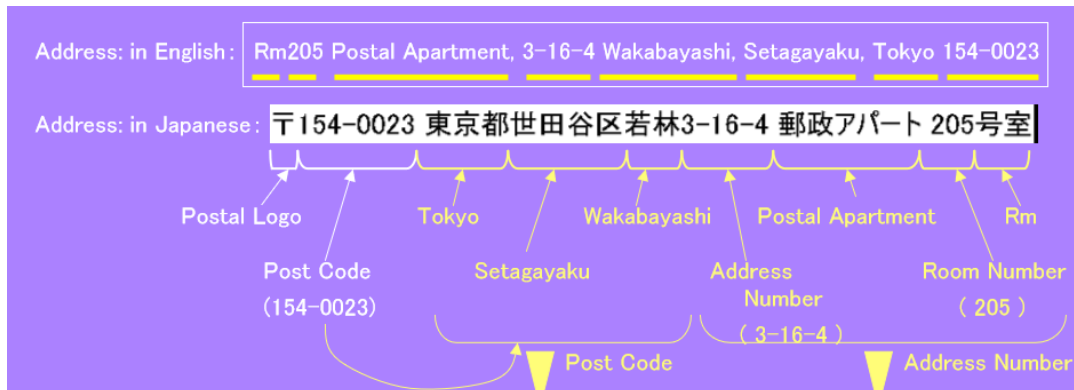 Address: in English: Rm205 Postal Apartment, 3-16-4 Wakabayashi, Setagayaku, Tokyo 154-0023
Address: in Japanese: 〒154-0023 東京都世田谷区若林3-16-4 郵政アパート 205号室
Postal Logo Tokyo Wakabayashi Postal Apartment Rm
Post Code Setagayaku Address Room Number
(154-0023) Number ( 205 )
( 3-16-4 )
Post Code Address Number